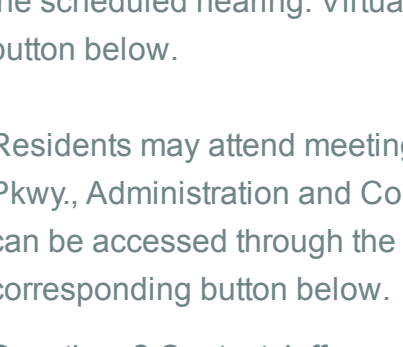 the scheduled hearing. Virtua
button below.
Residents may attend meeting
Pkwy., Administration and Co
can be accessed through the
corresponding button below.